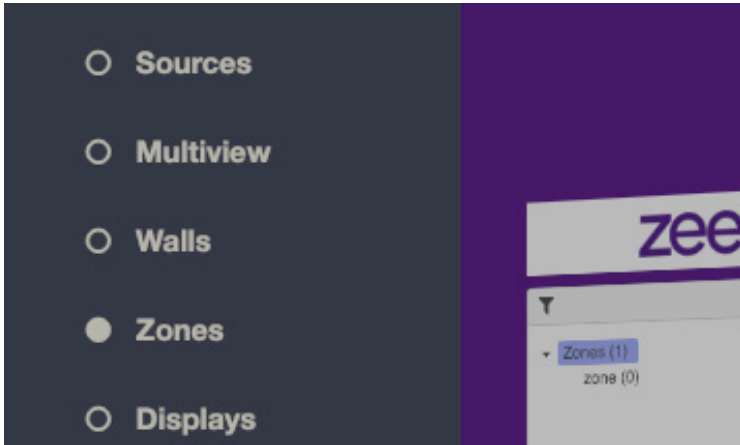 Sources
Multiview
Walls
Zones
Displays
zee
Zones (1)
zone (0)